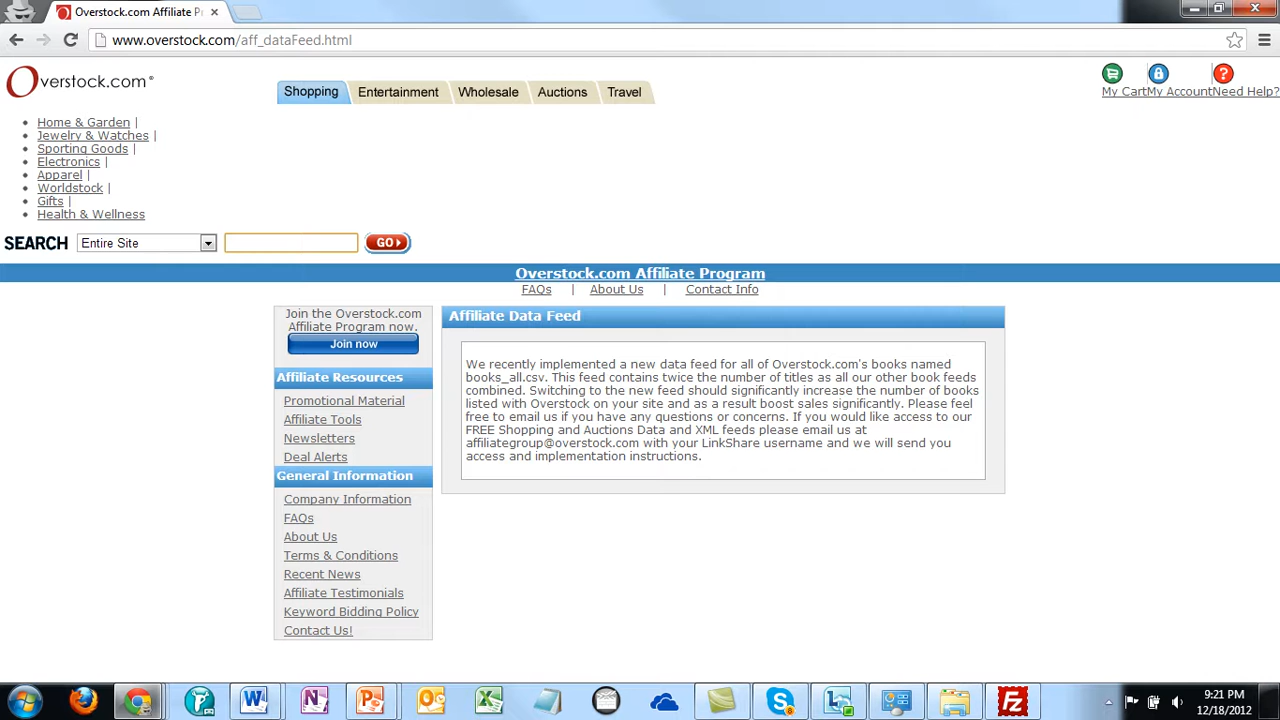 Overstock.com Affiliate Pr
www.overstock.com/aff_dataFeed.html
Overstock.com
Shopping
Entertainment
Wholesale
Auctions
Travel
My Cart
My Account
Need Help?
Home & Garden |
Jewelry & Watches |
Sporting Goods |
Electronics |
Apparel |
Worldstock |
Gifts |
Health & Wellness
SEARCH Entire Site GO
Overstock.com Affiliate Program
FAQs | About Us | Contact Info
Join the Overstock.com
Affiliate Program now.
Join now
Affiliate Resources
Promotional Material
Affiliate Tools
Newsletters
Deal Alerts
General Information
Company Information
FAQs
About Us
Terms & Conditions
Recent News
Affiliate Testimonials
Keyword Bidding Policy
Contact Us!
Affiliate Data Feed
We recently implemented a new data feed for all of Overstock.com's books named
books_all.csv. This feed contains twice the number of titles as all our other book feeds
combined. Switching to the new feed should significantly increase the number of books
listed with Overstock on your site and as a result boost sales significantly. Please feel
free to email us if you have any questions or concerns. If you would like access to our
FREE Shopping and Auctions Data and XML feeds please email us at
affiliategroup@overstock.com with your LinkShare username and we will send you
access and implementation instructions.
9:21 PM
12/18/2012